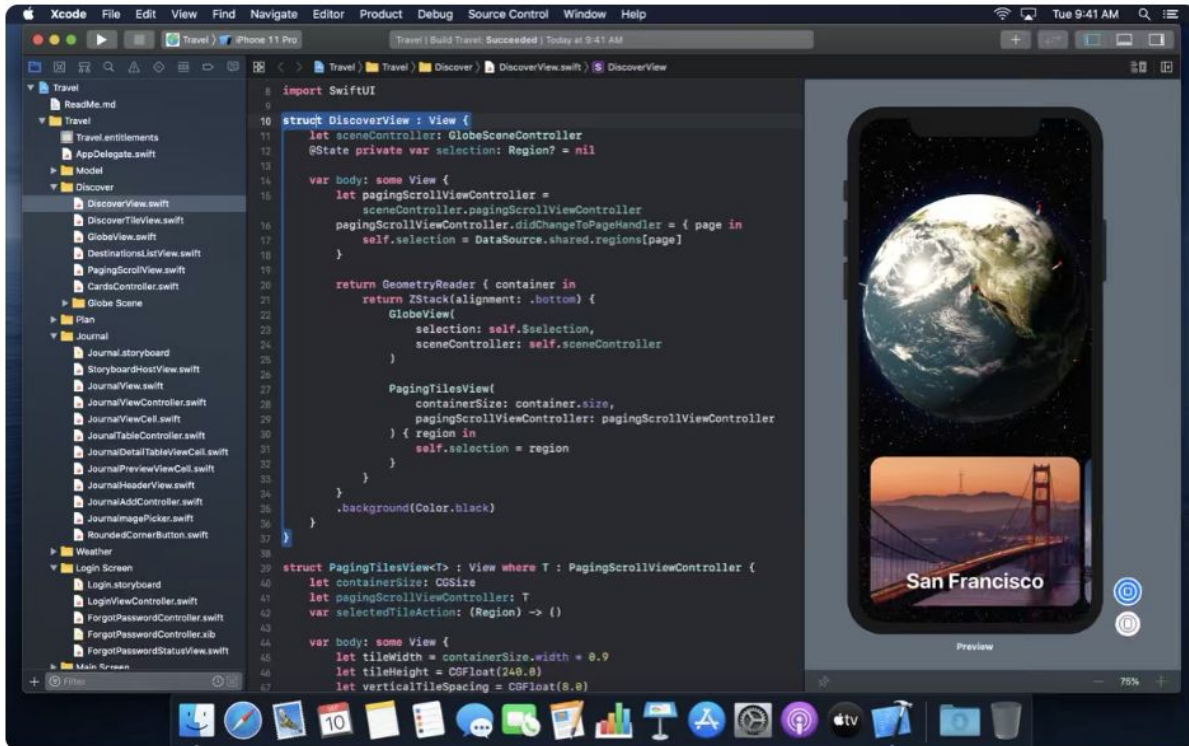 Xcode File Edit View Find Navigate Editor Product Debug Source Control Window Help
Tue 9:41 AM
Travel iPhone 11 Pro
Travel | Build Travel: Succeeded | Today at 9:41 AM
Travel Travel Discover DiscoverView.swift S DiscoverView
Travel
ReadMe.md
Travel
Travel.entitlements
AppDelegate.swift
Model
Discover
DiscoverView.swift
DiscoverTileView.swift
GlobeView.swift
DestinationsListView.swift
PagingScrollView.swift
CardsController.swift
Globe Scene
Plan
Journal
Journal.storyboard
StoryboardHostView.swift
JournalView.swift
JournalViewController.swift
JournalViewCell.swift
JounalTableController.swift
JournalDetailTableViewCell.swift
JournalPreviewViewCell.swift
JournalHeaderView.swift
JournalAddController.swift
JournalmagePicker.swift
RoundedCornerButton.swift
Weather
Login Screen
Login.storyboard
LoginViewController.swift
ForgotPasswordController.swift
ForgotPasswordController.xib
ForgotPasswordStatusView.swift
Main Screen
Filter
8 import SwiftUI
9
10 struct DiscoverView : View {
11 let sceneController: GlobeSceneController
12 @State private var selection: Region? = nil
13
14 var body: some View {
15 let pagingScrollViewController =
sceneController.pagingScrollViewController
16 pagingScrollViewController.didChangeToPageHandler = { page in
17 self.selection = DataSource.shared.regions[page]
18 }
19
20 return GeometryReader { container in
21 return ZStack(alignment: .bottom) {
22 GlobeView(
23 selection: self.$selection,
24 sceneController: self.sceneController
25 )
26
27 PagingTilesView(
28 containerSize: container.size,
29 pagingScrollViewController: pagingScrollViewController
30 ) { region in
31 self.selection = region
32 }
33 }
34 }
35 .background(Color.black)
36 }
37 }
38
39 struct PagingTilesView<T> : View where T : PagingScrollViewController {
40 let containerSize: CGSize
41 let pagingScrollViewController: T
42 var selectedTileAction: (Region) -> ()
43
44 var body: some View {
45 let tileWidth = containerSize.width * 0.9
46 let tileHeight = CGFloat(240.0)
47 let verticalTileSpacing = CGFloat(8.0)
San Francisco
Preview
75%
SEP
10
tv